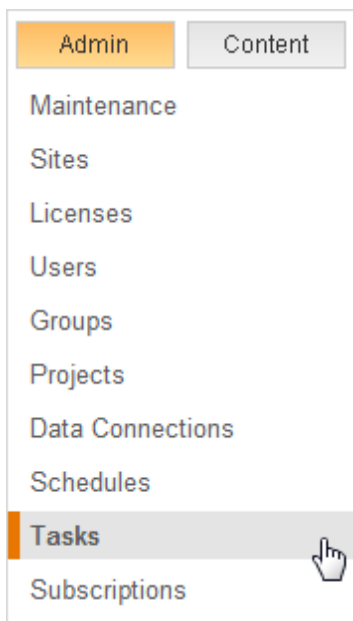 Admin Content
Maintenance
Sites
Licenses
Users
Groups
Projects
Data Connections
Schedules
Tasks
Subscriptions